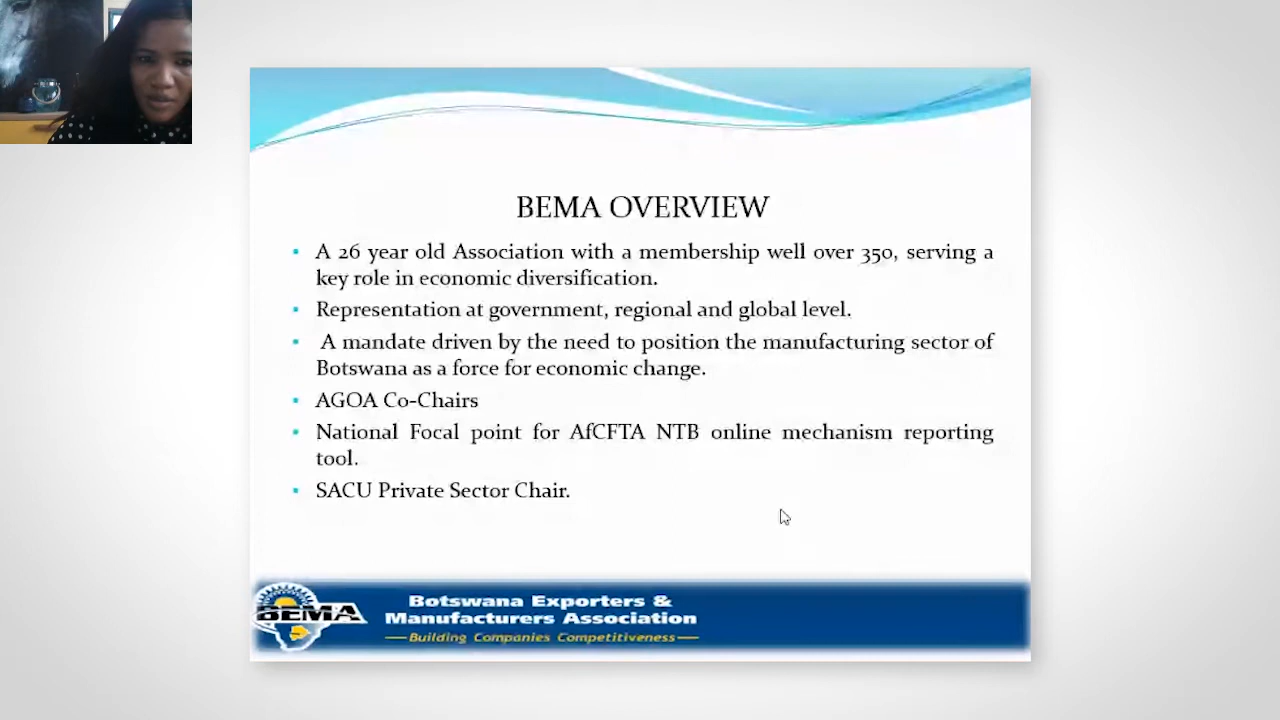 BEMA OVERVIEW
A 26 year old Association with a membership well over 350, serving a
key role in economic diversification.
Representation at government, regional and global level.
A mandate driven by the need to position the manufacturing sector of
Botswana as a force for economic change.
AGOA Co-Chairs
National Focal point for AfCFTA NTB online mechanism reporting
tool.
SACU Private Sector Chair.
BEMA
Botswana Exporters &
Manufacturers Association
Building Companies Competitiveness